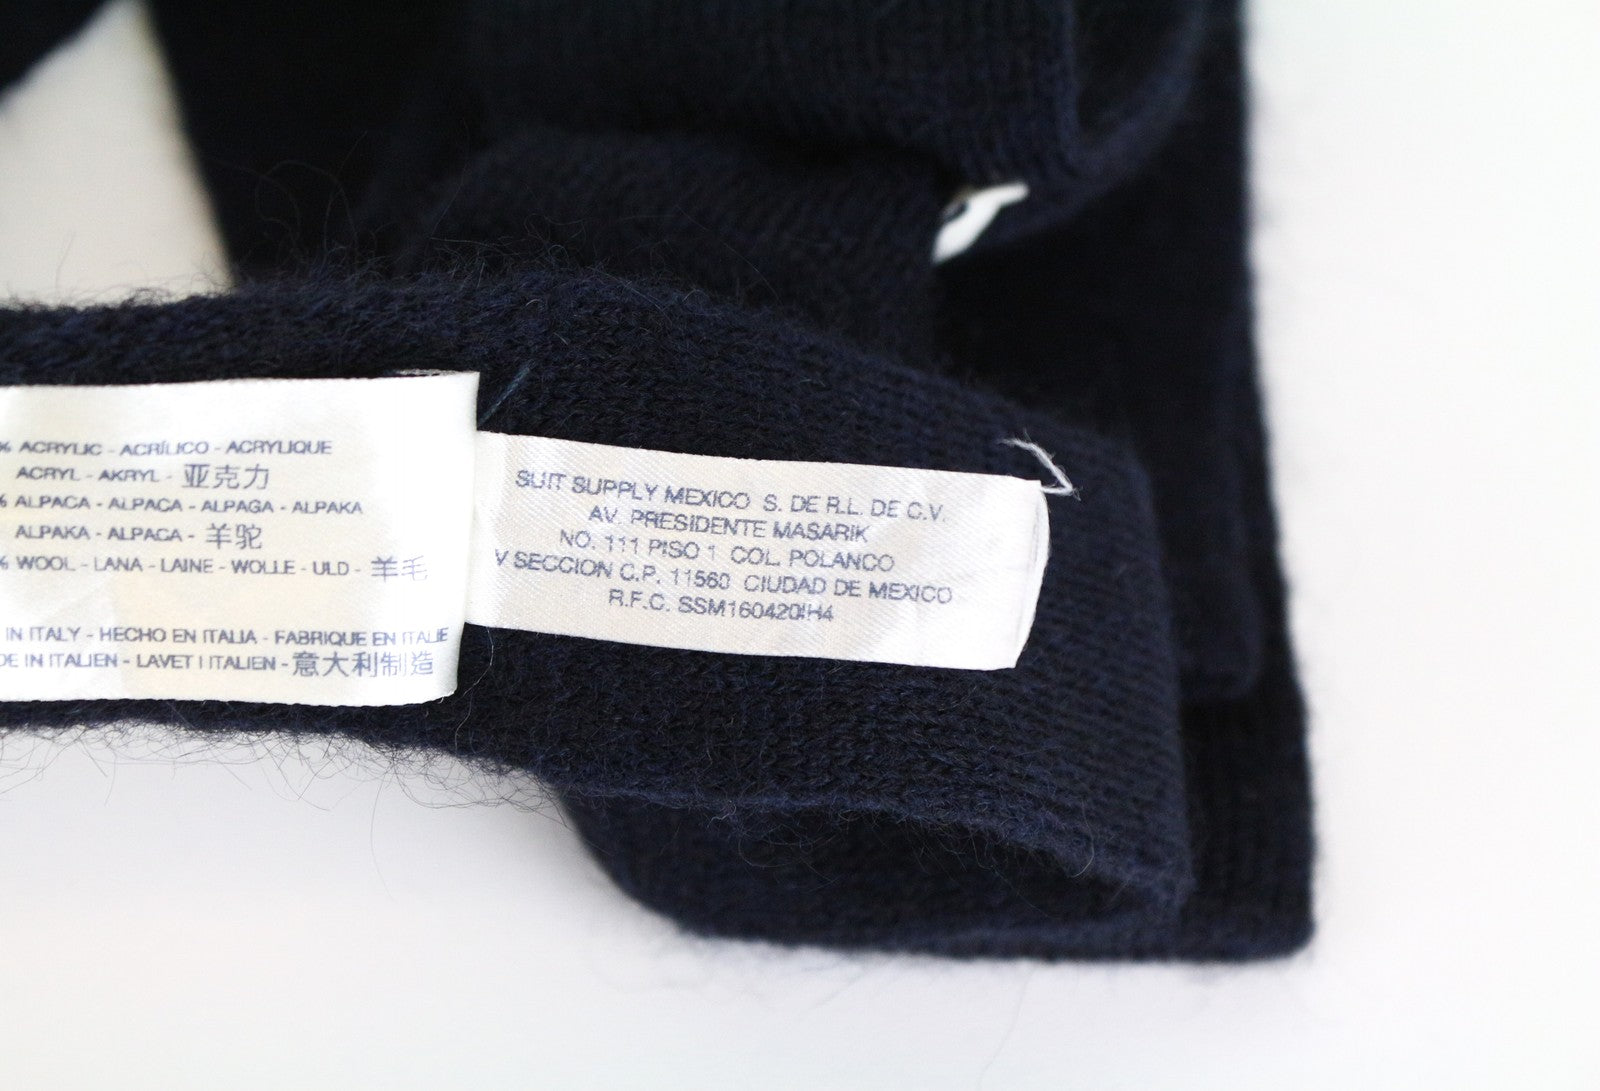 % ACRYLIC - ACRÍLICO - ACRYLIQUE
ACRYL - AKRYL - 亚克力
% ALPACA - ALPACA - ALPAGA - ALPAKA
ALPAKA - ALPACA - 羊驼
% WOOL - LANA - LAINE - WOLLE - ULD - 羊毛
IN ITALY - HECHO EN ITALIA - FABRIQUE EN ITALIE
DE IN ITALIEN - LAVET I ITALIEN - 意大利制造
SUIT SUPPLY MEXICO S. DE R.L. DE C.V.
AV. PRESIDENTE MASARIK
NO. 111 PISO 1 COL. POLANCO
V SECCION C.P. 11560 CIUDAD DE MEXICO
R.F.C. SSM160420IH4